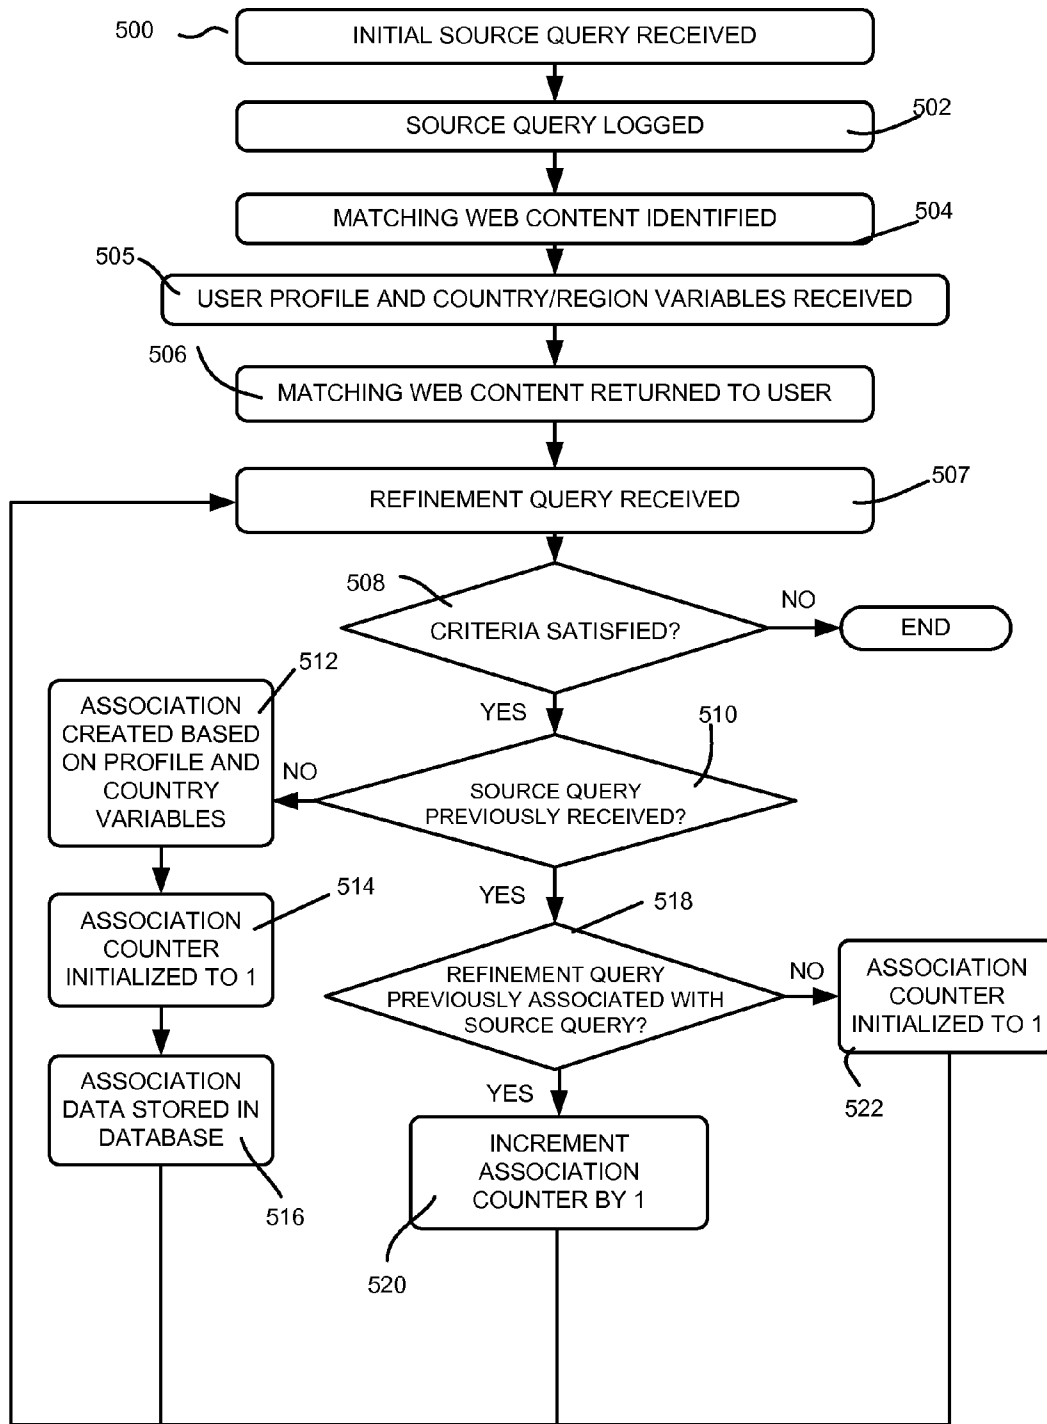 500
INITIAL SOURCE QUERY RECEIVED
SOURCE QUERY LOGGED
502
MATCHING WEB CONTENT IDENTIFIED
504
505
USER PROFILE AND COUNTRY/REGION VARIABLES RECEIVED
506
MATCHING WEB CONTENT RETURNED TO USER
REFINEMENT QUERY RECEIVED
507
508
CRITERIA SATISFIED?
NO
END
YES
510
SOURCE QUERY
PREVIOUSLY RECEIVED?
NO
512
ASSOCIATION
CREATED BASED
ON PROFILE AND
COUNTRY
VARIABLES
514
ASSOCIATION
COUNTER
INITIALIZED TO 1
ASSOCIATION
DATA STORED IN
DATABASE
516
YES
518
REFINEMENT QUERY
PREVIOUSLY ASSOCIATED WITH
SOURCE QUERY?
NO
ASSOCIATION
COUNTER
INITIALIZED TO 1
522
YES
INCREMENT
ASSOCIATION
COUNTER BY 1
520